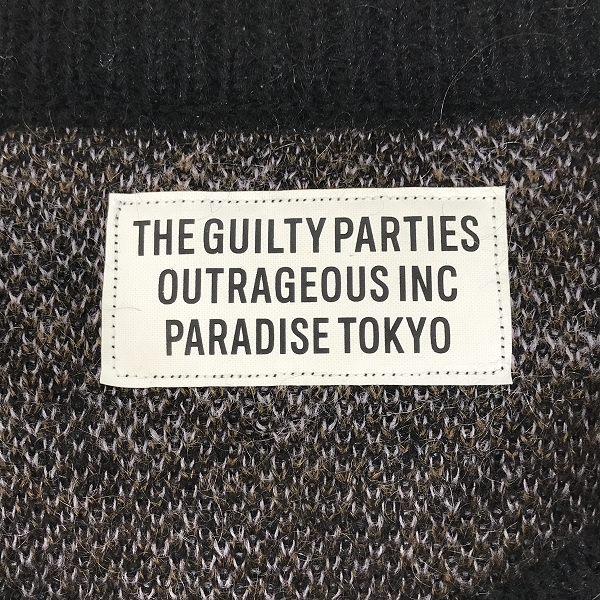 THE GUILTY PARTIES
OUTRAGEOUS INC
PARADISE TOKYO